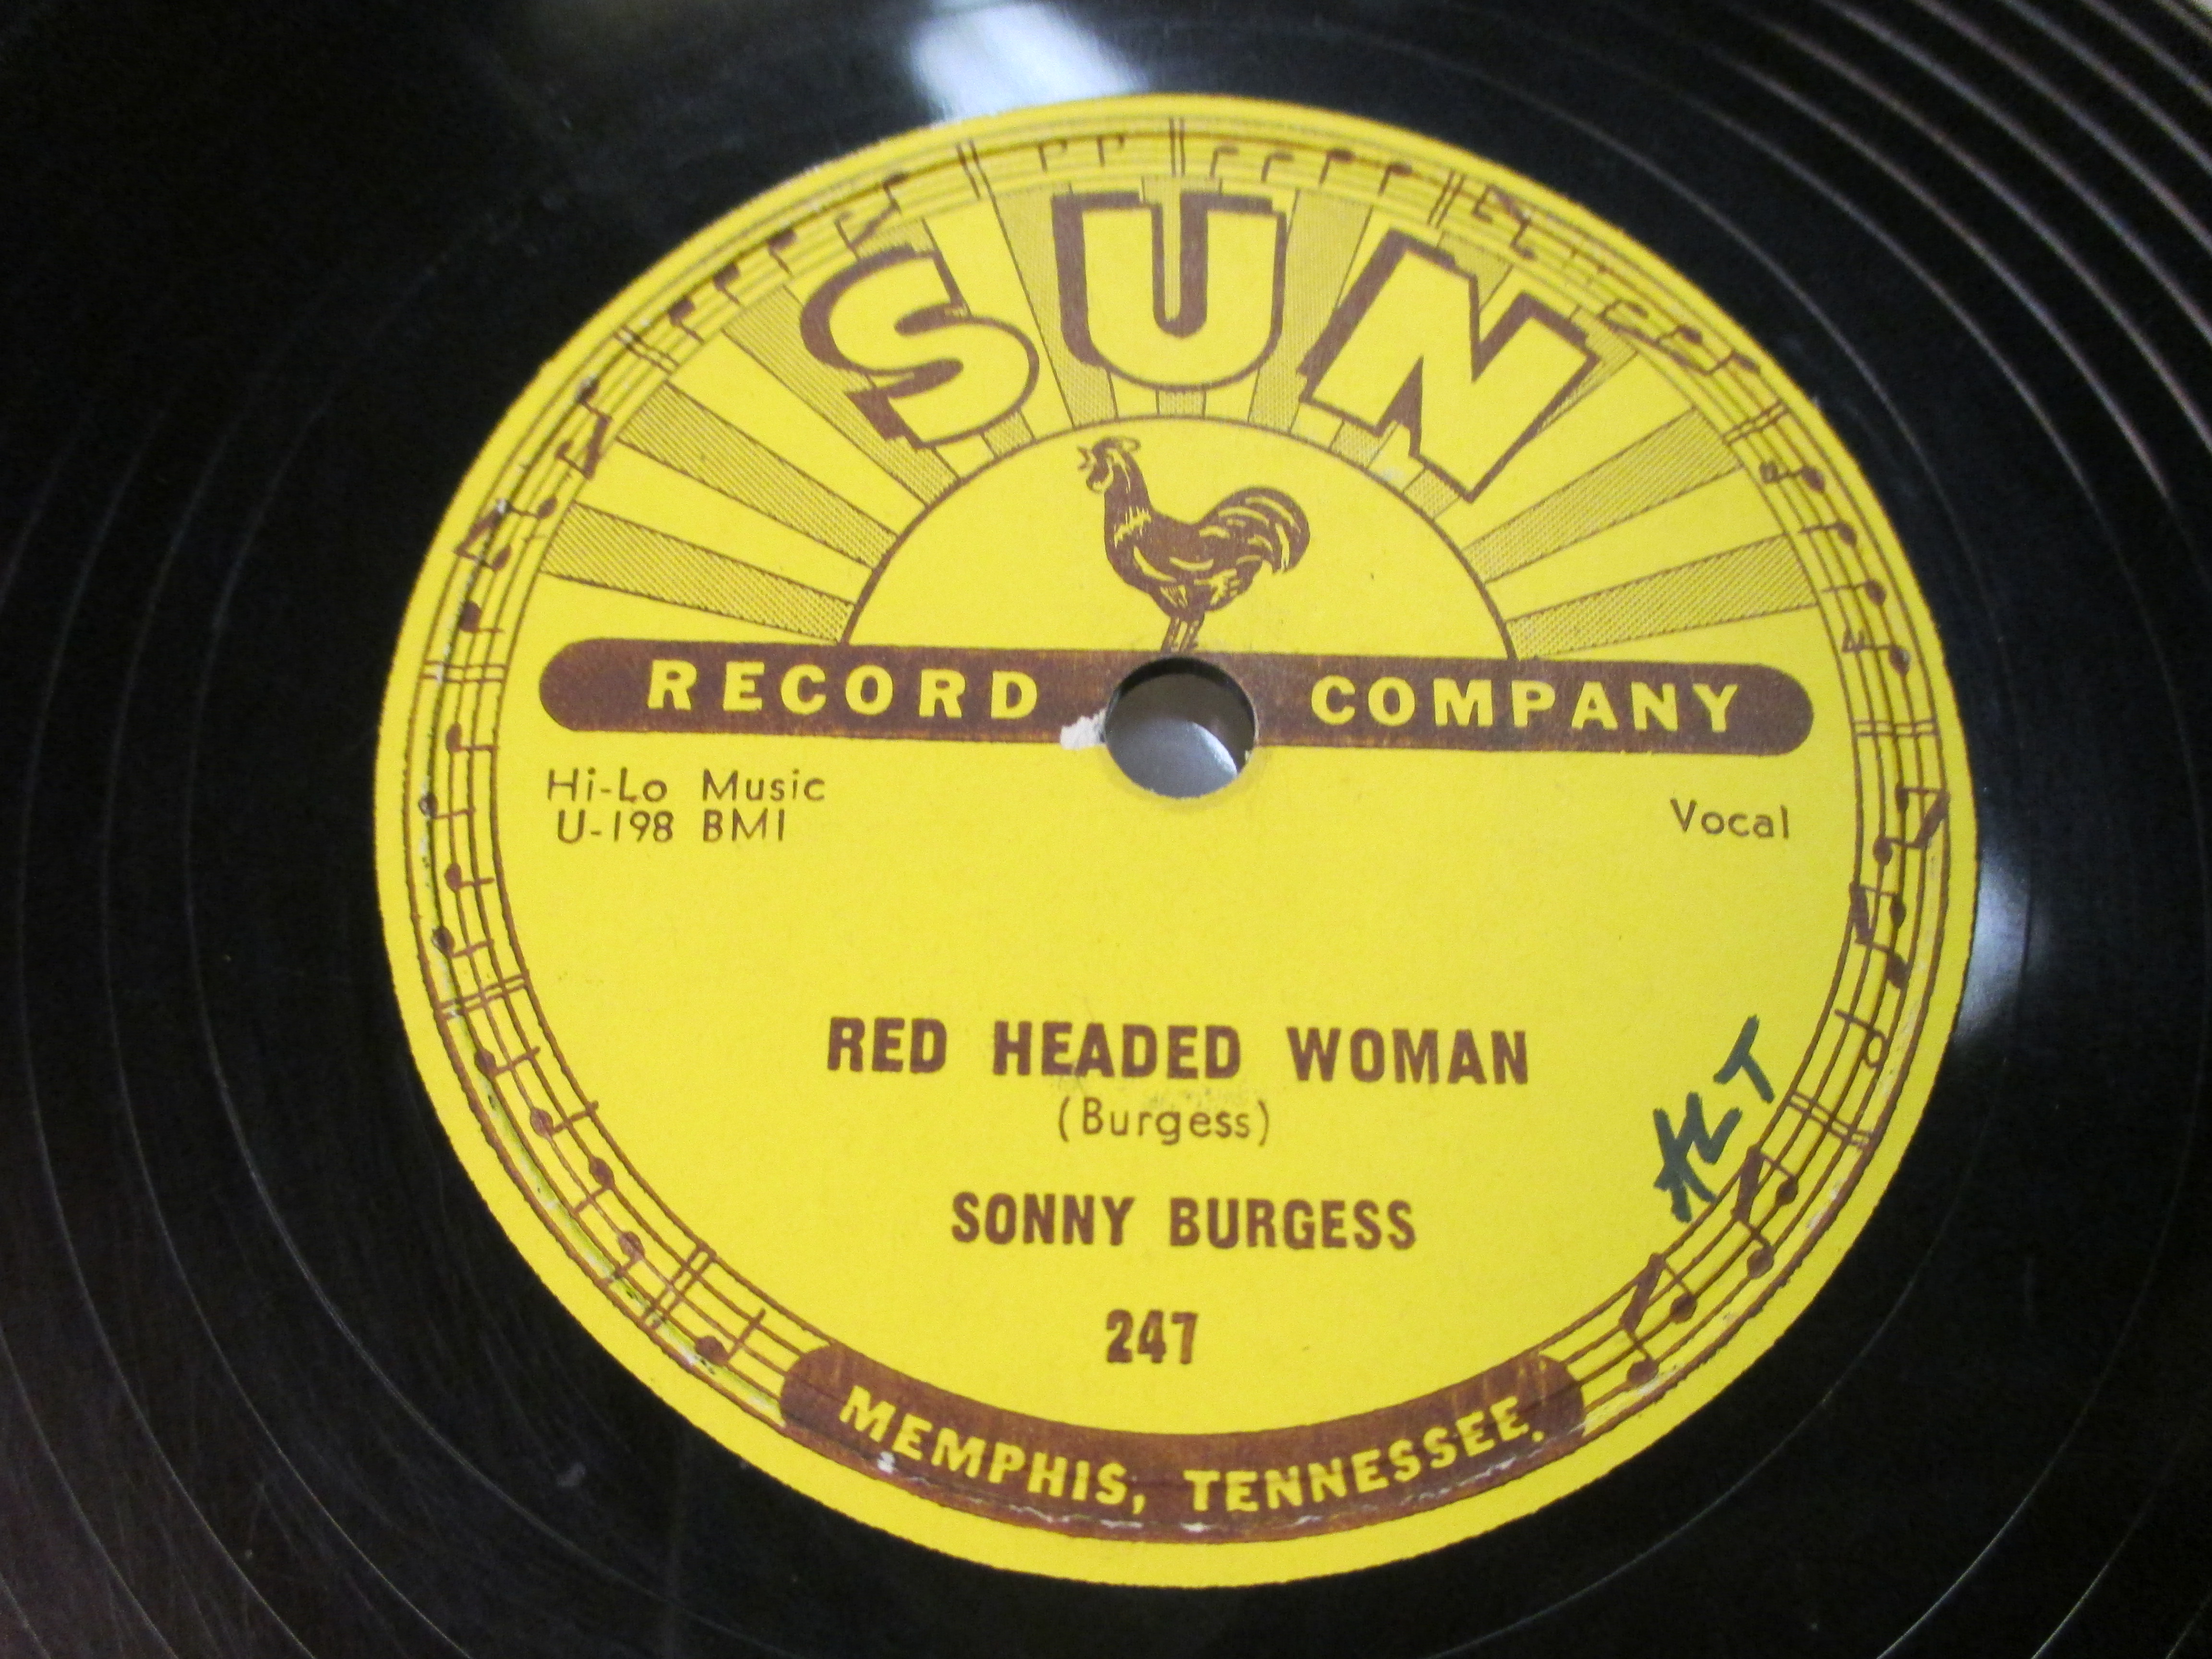 SUN
RECORD COMPANY
Hi-Lo Music
U-198 BMI
Vocal
RED HEADED WOMAN
(Burgess)
SONNY BURGESS
247
MEMPHIS, TENNESSEE.